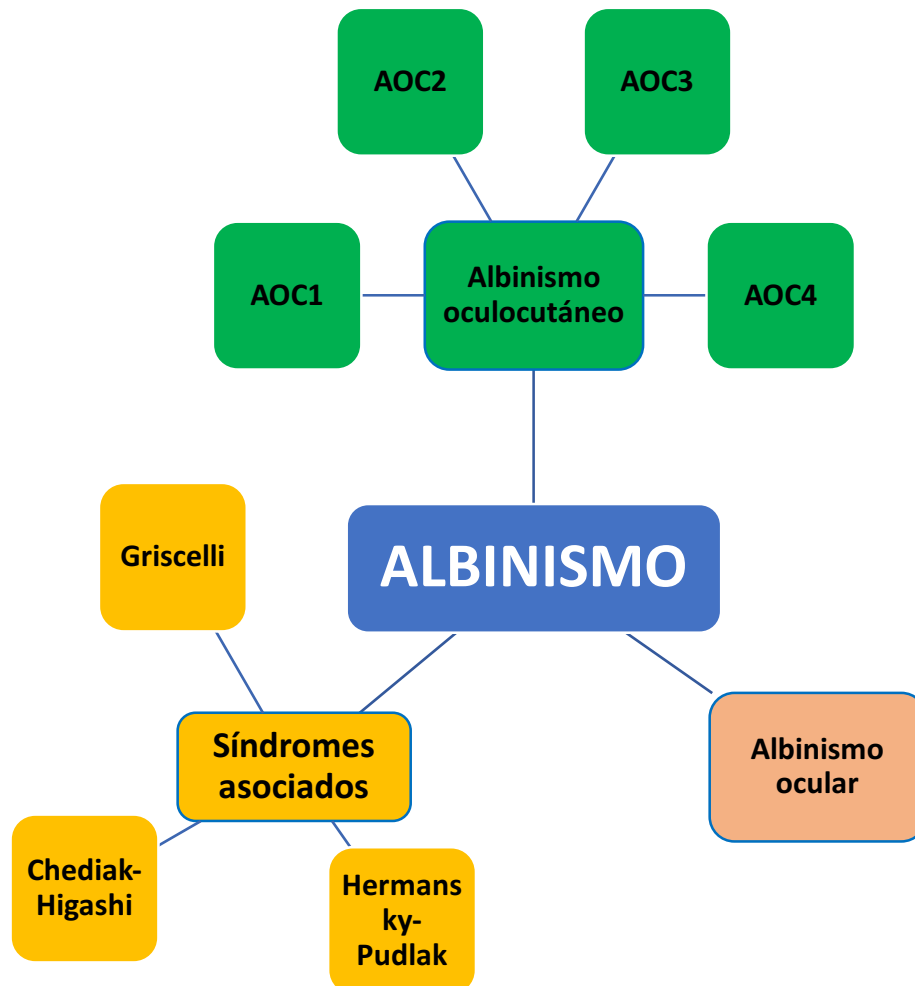 AOC2
AOC3
AOC1
Albinismo
oculocutáneo
AOC4
Griscelli
ALBINISMO
Síndromes
asociados
Albinismo
ocular
Chediak-
Higashi
Hermans
ky-
Pudlak